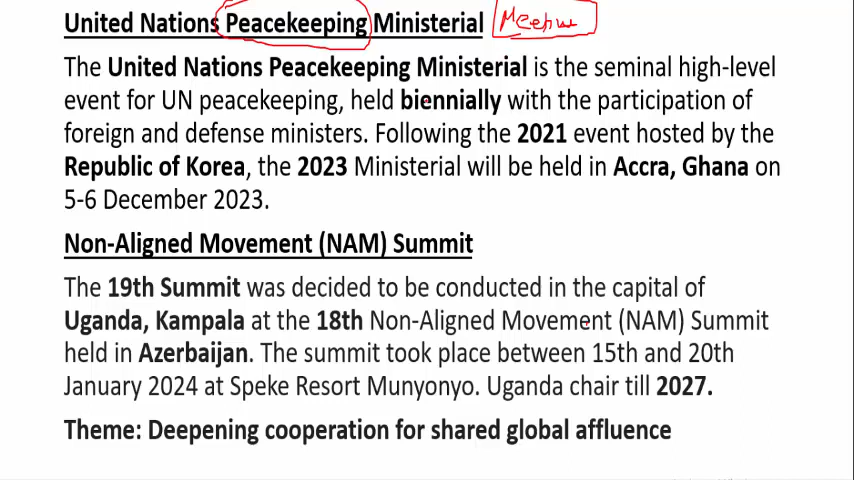 United Nations Peacekeeping Ministerial
The United Nations Peacekeeping Ministerial is the seminal high-level
event for UN peacekeeping, held biennially with the participation of
foreign and defense ministers. Following the 2021 event hosted by the
Republic of Korea, the 2023 Ministerial will be held in Accra, Ghana on
5-6 December 2023.
Non-Aligned Movement (NAM) Summit
The 19th Summit was decided to be conducted in the capital of
Uganda, Kampala at the 18th Non-Aligned Movement (NAM) Summit
held in Azerbaijan. The summit took place between 15th and 20th
January 2024 at Speke Resort Munyonyo. Uganda chair till 2027.
Theme: Deepening cooperation for shared global affluence